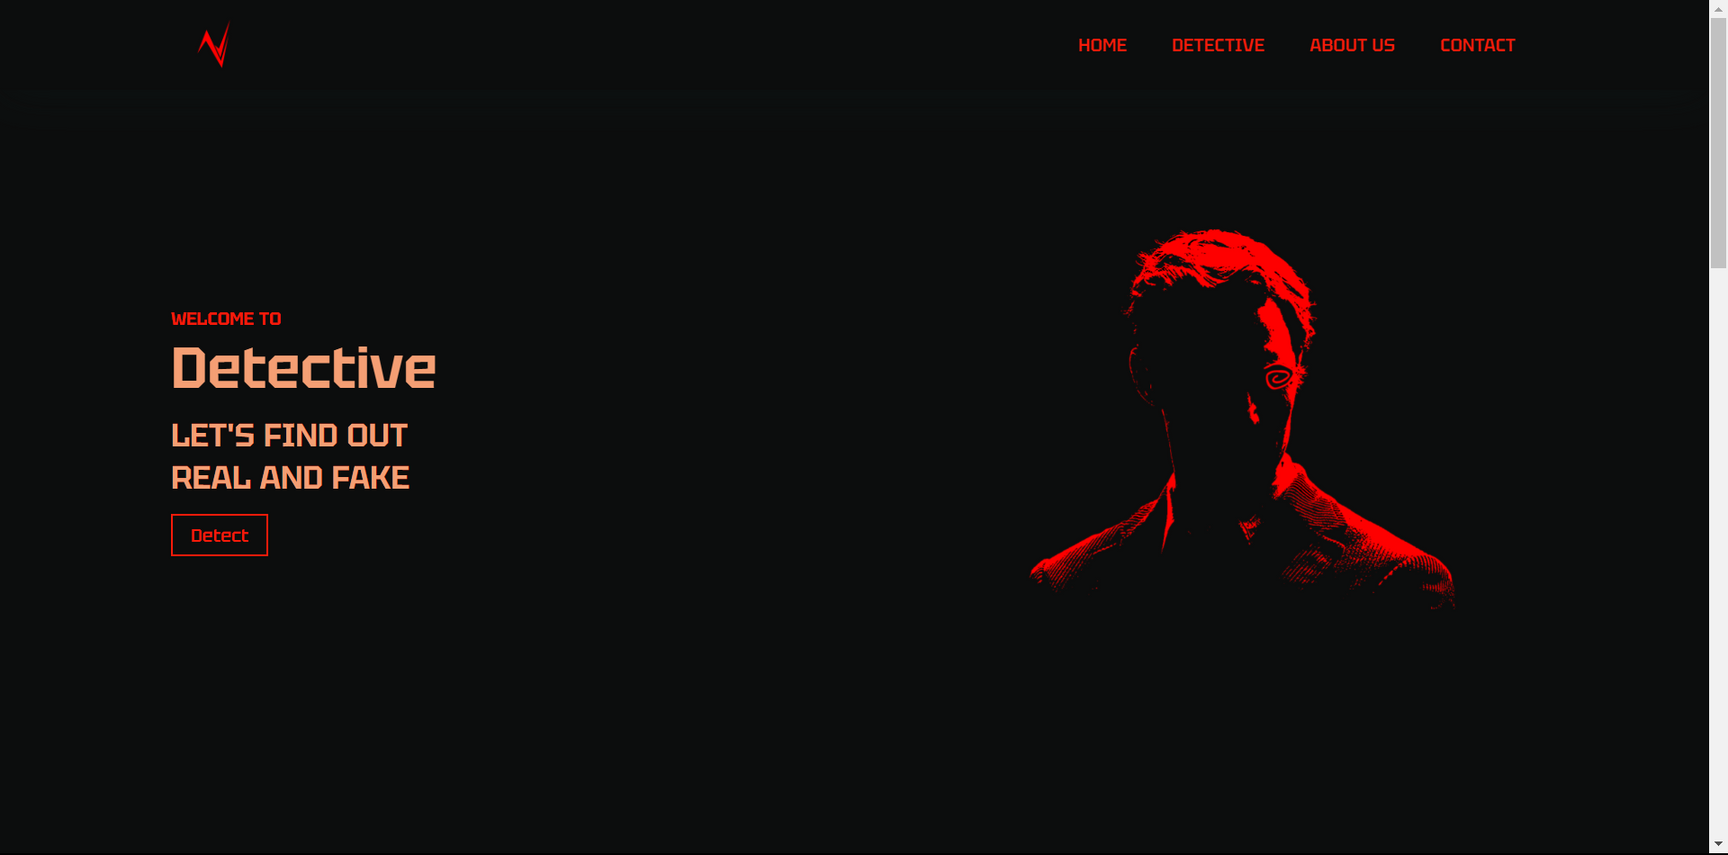 HOME DETECTIVE ABOUT US CONTACT
WELCOME TO
Detective
LET'S FIND OUT
REAL AND FAKE
Detect